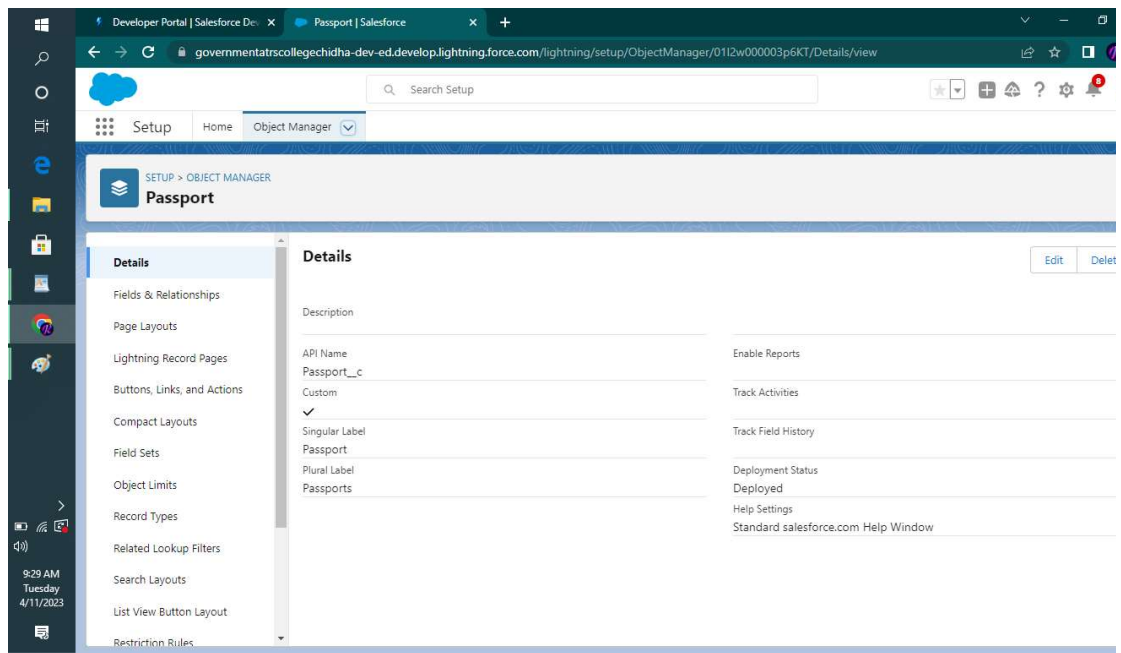 Developer Portal | Salesforce Dev
Passport | Salesforce
governmentatrscollegechidha-dev-ed.develop.lightning.force.com/lightning/setup/ObjectManager/01I2w000003p6KT/Details/view
Search Setup
8
Setup
Home
Object Manager
SETUP > OBJECT MANAGER
Passport
Details
Fields & Relationships
Page Layouts
Lightning Record Pages
Buttons, Links, and Actions
Compact Layouts
Field Sets
Object Limits
Record Types
Related Lookup Filters
Search Layouts
List View Button Layout
Restriction Rules
Details
Edit
Delet
Description
API Name
Passport__c
Custom
Singular Label
Passport
Plural Label
Passports
Enable Reports
Track Activities
Track Field History
Deployment Status
Deployed
Help Settings
Standard salesforce.com Help Window
9:29 AM
Tuesday
4/11/2023